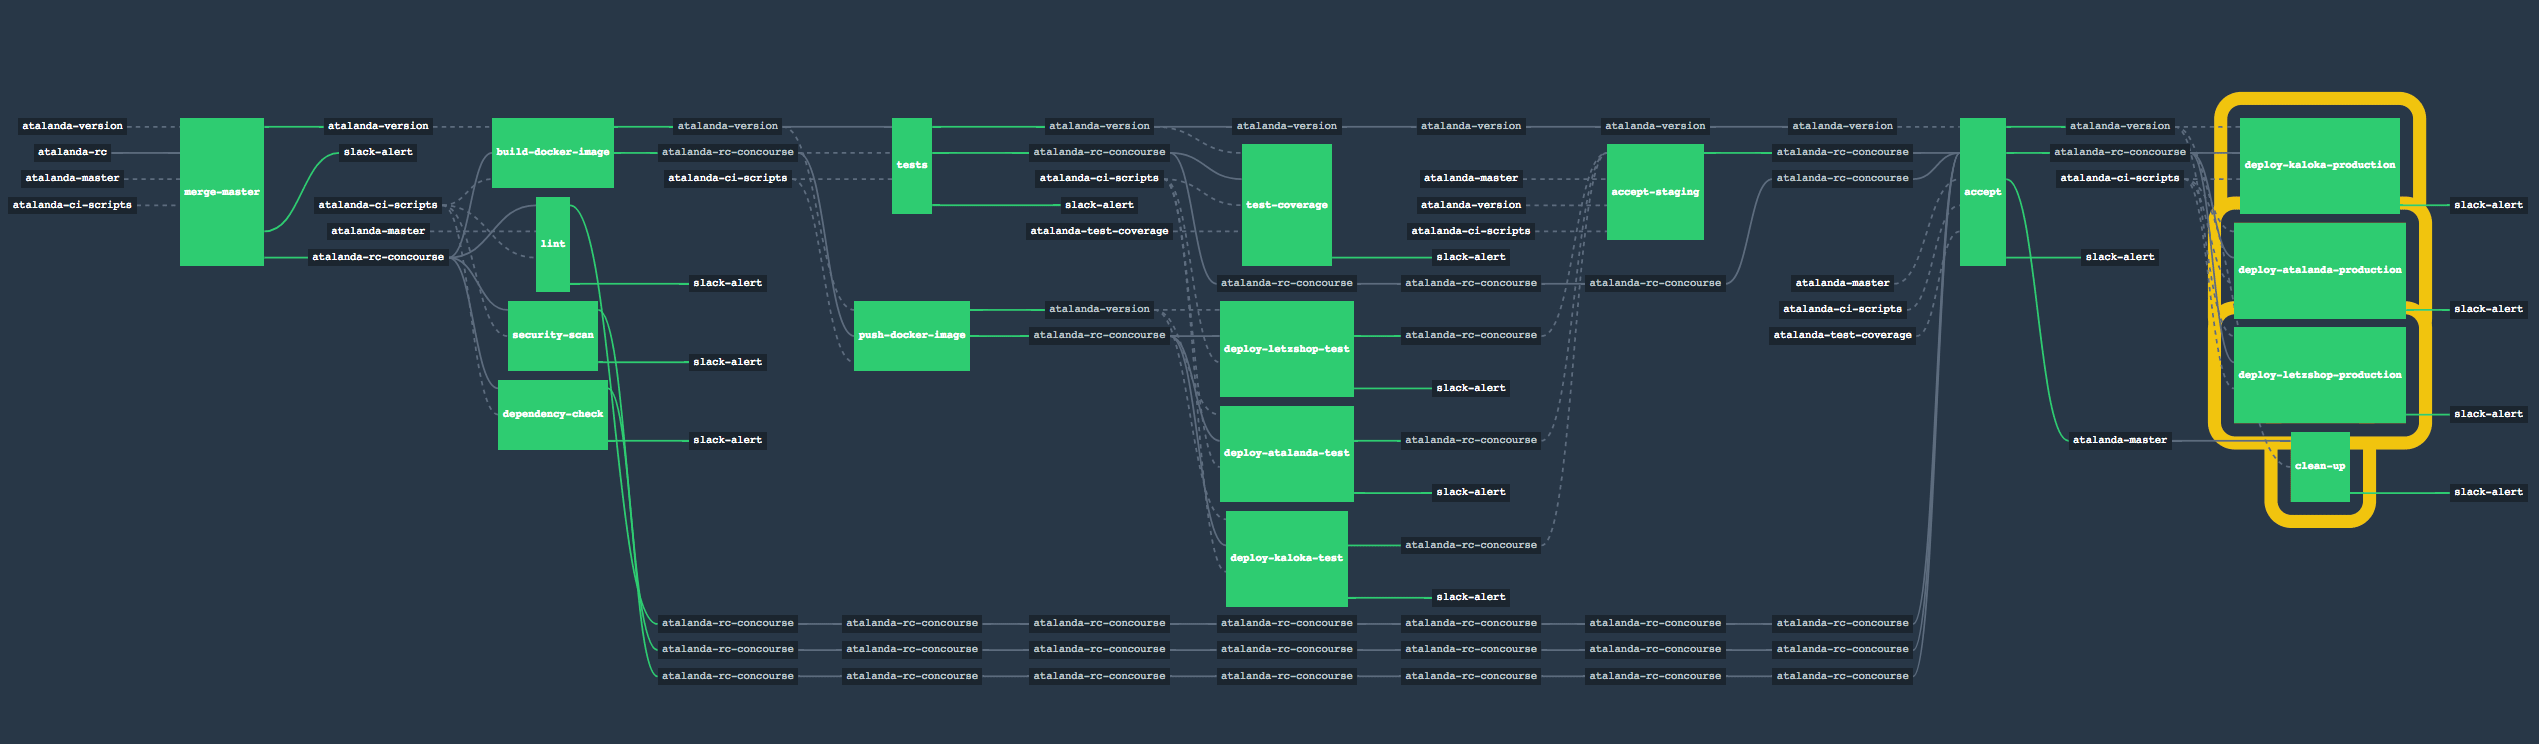 atalanda-version
atalanda-rc
atalanda-master
atalanda-ci-scripts
merge-master
atalanda-version
slack-alert
atalanda-ci-scripts
atalanda-master
atalanda-rc-concourse
build-docker-image
lint
security-scan
dependency-check
atalanda-version
atalanda-rc-concourse
atalanda-ci-scripts
slack-alert
slack-alert
slack-alert
atalanda-rc-concourse
atalanda-rc-concourse
atalanda-rc-concourse
tests
push-docker-image
atalanda-rc-concourse
atalanda-rc-concourse
atalanda-rc-concourse
atalanda-version
atalanda-rc-concourse
atalanda-ci-scripts
slack-alert
atalanda-test-coverage
atalanda-version
atalanda-rc-concourse
atalanda-rc-concourse
atalanda-rc-concourse
atalanda-rc-concourse
atalanda-version
test-coverage
atalanda-rc-concourse
deploy-letzshop-test
deploy-atalanda-test
deploy-kaloka-test
atalanda-rc-concourse
atalanda-rc-concourse
atalanda-rc-concourse
atalanda-version
atalanda-master
atalanda-version
atalanda-ci-scripts
slack-alert
atalanda-rc-concourse
atalanda-rc-concourse
slack-alert
atalanda-rc-concourse
slack-alert
atalanda-rc-concourse
slack-alert
atalanda-rc-concourse
atalanda-rc-concourse
atalanda-rc-concourse
atalanda-version
accept-staging
atalanda-rc-concourse
atalanda-rc-concourse
atalanda-rc-concourse
atalanda-rc-concourse
atalanda-version
atalanda-rc-concourse
atalanda-rc-concourse
atalanda-master
atalanda-ci-scripts
atalanda-test-coverage
atalanda-rc-concourse
atalanda-rc-concourse
atalanda-rc-concourse
accept
atalanda-version
atalanda-rc-concourse
atalanda-ci-scripts
slack-alert
atalanda-master
deploy-kaloka-production
deploy-atalanda-production
deploy-letzshop-production
clean-up
slack-alert
slack-alert
slack-alert
slack-alert